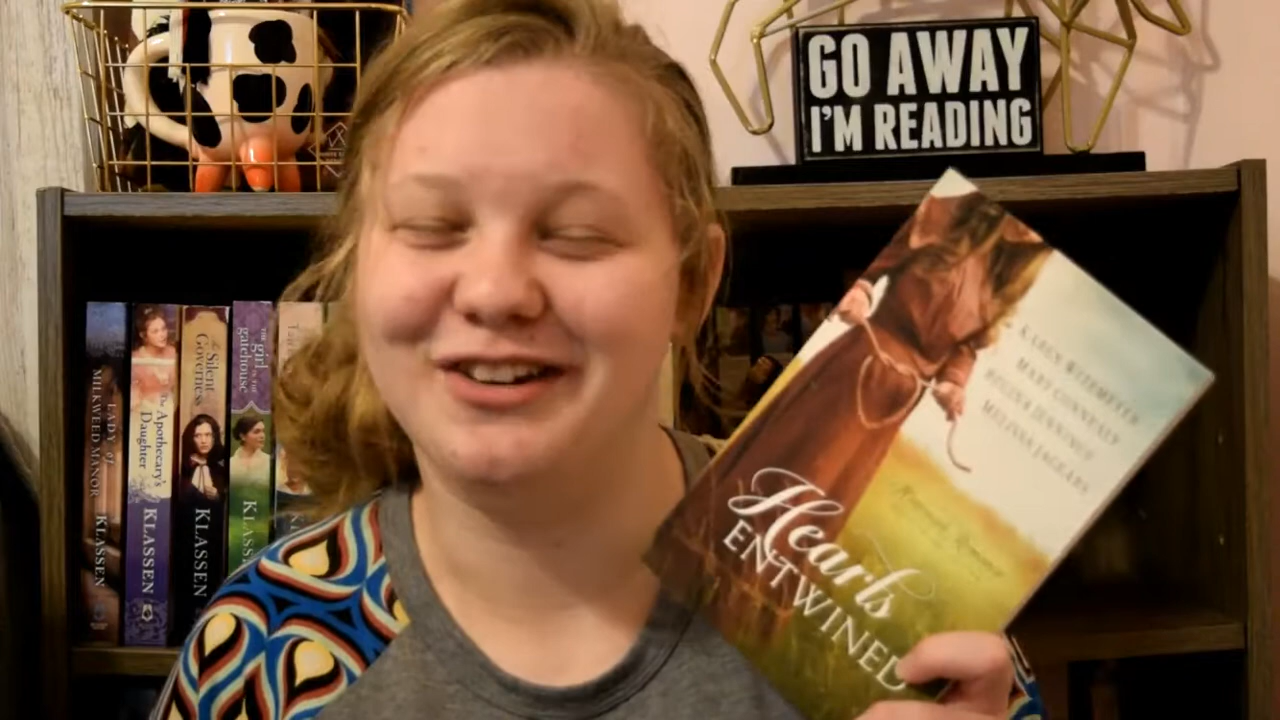 GO AWAY
I'M READING
LADY of
MILKWEED MANOR
KLASSEN
The Apothecary's
Daughter
KLASSEN
The Silent
Governess
KLASSEN
THE girl
IN THE
gatehouse
KAREN WITEMEYER
MARY CONNEALY
REGINA JENNINGS
MELISSA JAGEARS
Hearts
ENTWINED